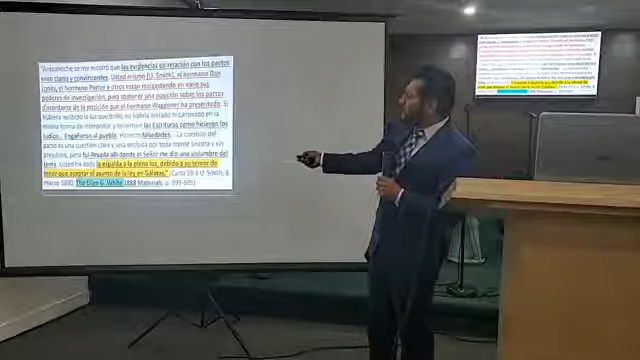 "Anteanoche se me mostró que las evidencias en relación con los pactos
eran claras y convincentes. Usted mismo [U. Smith], el hermano Dan
Jones, el hermano Porter y otros están malgastando en vano sus
poderes de investigación, para sostener una posición sobre los pactos
discordante de la posición que el hermano Waggoner ha presentado. Si
hubiera recibido la luz que brilla, no habría imitado ni caminado en la
misma forma de interpretar y las Escrituras como hicieron los
judíos... Engañaron al pueblo. Hicieron falsedades... La cuestión del
pacto es una cuestión clara y será recibida por toda mente sincera y sin
prejuicios, pero fui llevada allí donde el Señor me dio una vislumbre del
tema. Usted ha dado la espalda a la plena luz, debido a su temor de
tener que aceptar el asunto de la ley en Gálatas." (Carta 59 a U. Smith, 8
marzo 1890. The Ellen G. White 1888 Materials, p. 599-605)